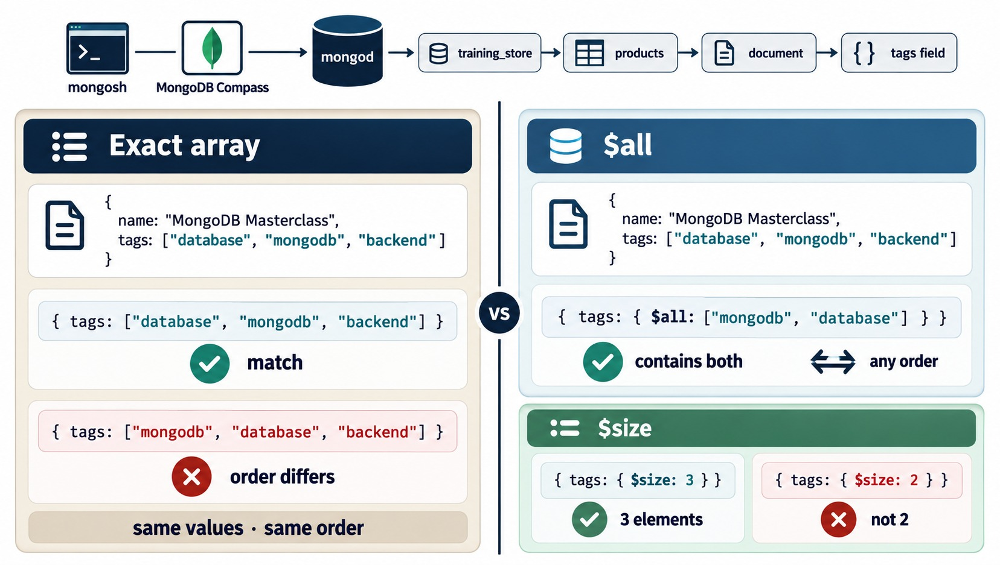 >_
mongosh
MongoDB Compass
mongod
training_store
products
document
{ } tags field
Exact array
{
name: "MongoDB Masterclass",
tags: ["database", "mongodb", "backend"]
}
{ tags: ["database", "mongodb", "backend"] }
match
{ tags: ["mongodb", "database", "backend"] }
order differs
same values · same order
VS
$all
{
name: "MongoDB Masterclass",
tags: ["database", "mongodb", "backend"]
}
{ tags: { $all: ["mongodb", "database"] } }
contains both
any order
$size
{ tags: { $size: 3 } }
3 elements
{ tags: { $size: 2 } }
not 2